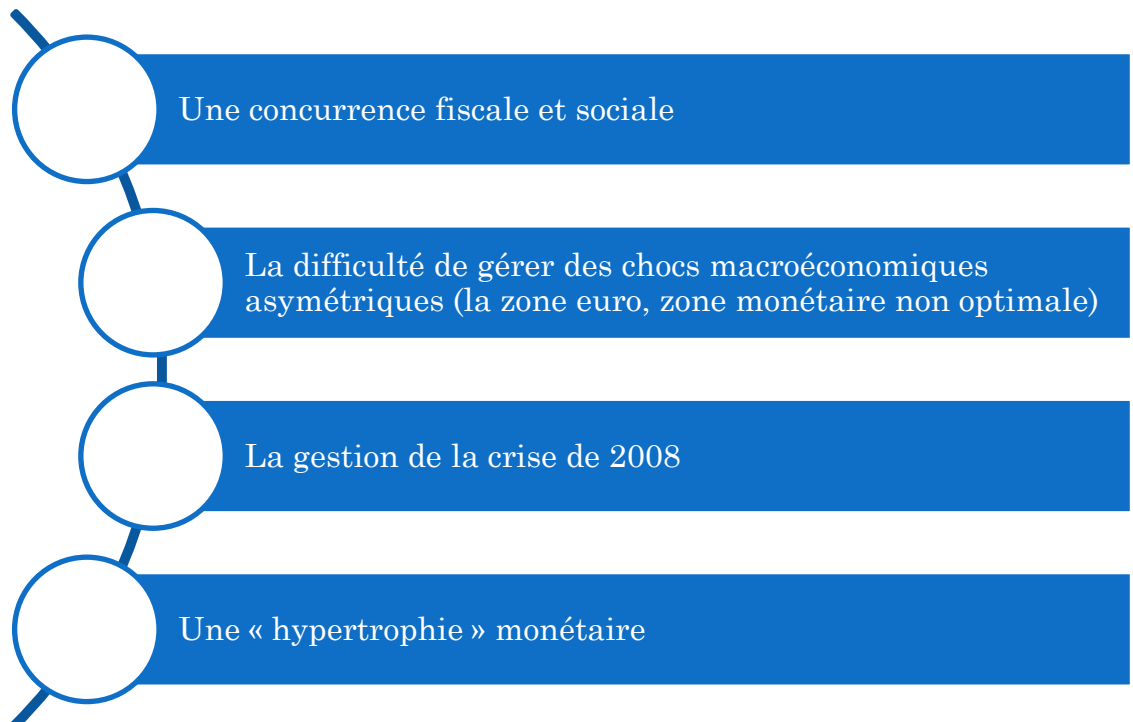 Une concurrence fiscale et sociale
La difficulté de gérer des chocs macroéconomiques
asymétriques (la zone euro, zone monétaire non optimale)
La gestion de la crise de 2008
Une « hypertrophie » monétaire